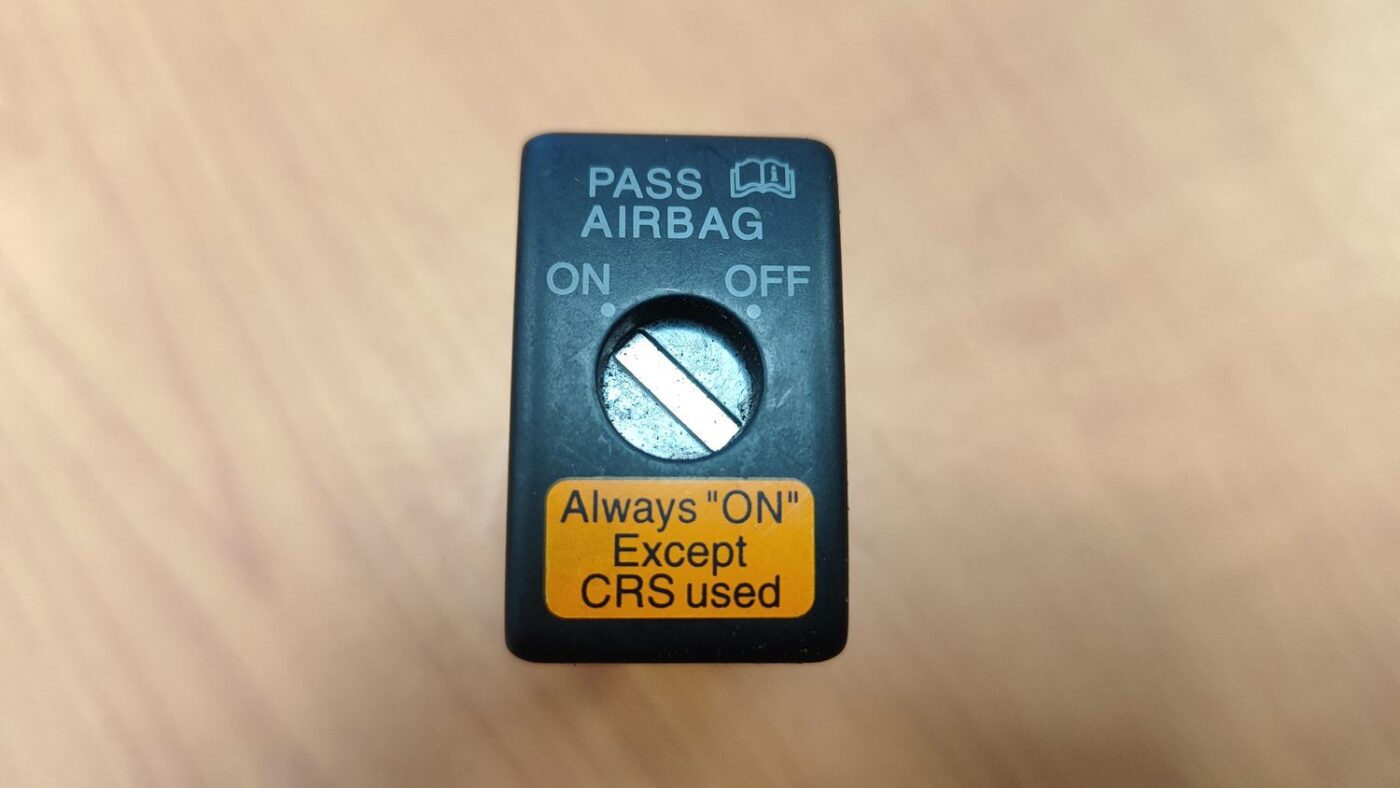 PASS
AIRBAG
ON OFF
Always "ON"
Except
CRS used